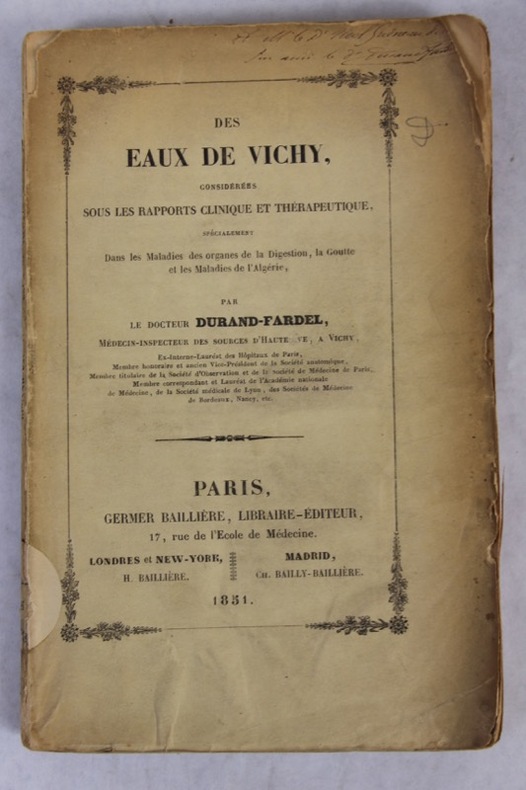 DES
EAUX DE VICHY,
CONSIDÉRÉES
SOUS LES RAPPORTS CLINIQUE ET THÉRAPEUTIQUE,
SPÉCIALEMENT
Dans les Maladies des organes de la Digestion, la Goutte
et les Maladies de l'Algérie,
PAR
LE DOCTEUR DURAND-FARDEL,
MÉDECIN-INSPECTEUR DES SOURCES D'HAUTE VE, A VICHY,
Ex-Interne-Lauréat des Hôpitaux de Paris,
Membre honoraire et ancien Vice-Président de la Société anatomique,
Membre titulaire de la Société d'Observation et de la Société de Médecine de Paris,
Membre correspondant et Lauréat de l'Académie nationale
de Médecine, de la Société médicale de Lyon, des Sociétés de Médecine
de Bordeaux, Nancy, etc.
PARIS,
GERMER BAILLIÈRE, LIBRAIRE-ÉDITEUR,
17, rue de l'Ecole de Médecine.
LONDRES et NEW-YORK,
H. BAILLIÈRE.
MADRID,
CH. BAILLY-BAILLIÈRE.
1851.